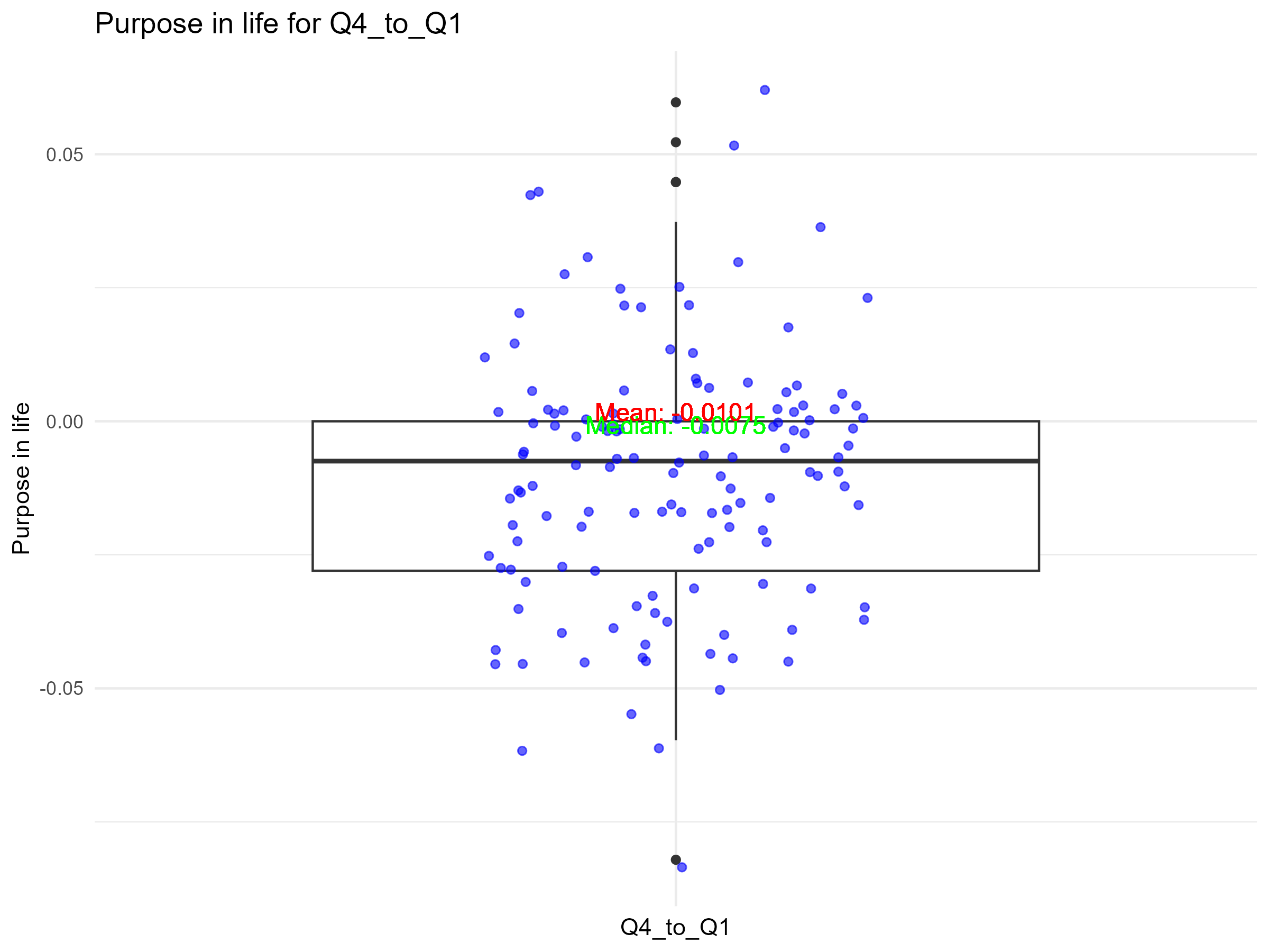 Purpose in life for Q4_to_Q1
0.05
0.00
-0.05
Purpose in life
Mean: -0.0101
Median: -0.0075
Q4_to_Q1